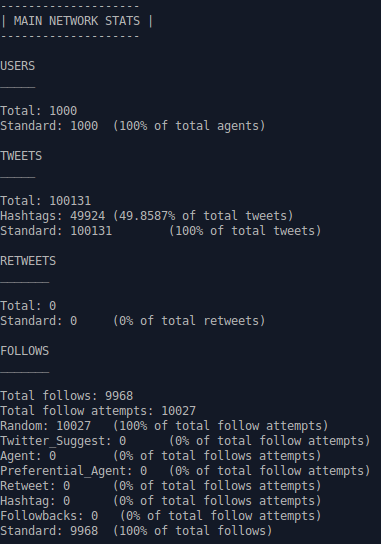 --------------------
| MAIN NETWORK STATS |
--------------------
USERS
_____
Total: 1000
Standard: 1000 (100% of total agents)
TWEETS
_____
Total: 100131
Hashtags: 49924 (49.8587% of total tweets)
Standard: 100131 (100% of total tweets)
RETWEETS
_______
Total: 0
Standard: 0 (0% of total retweets)
FOLLOWS
_______
Total follows: 9968
Total follow attempts: 10027
Random: 10027 (100% of total follow attempts)
Twitter_Suggest: 0 (0% of total follow attempts)
Agent: 0 (0% of total follows attempts)
Preferential_Agent: 0 (0% of total follow attempts)
Retweet: 0 (0% of total follows attempts)
Hashtag: 0 (0% of total follows attempts)
Followbacks: 0 (0% of total follow attempts)
Standard: 9968 (100% of total follows)